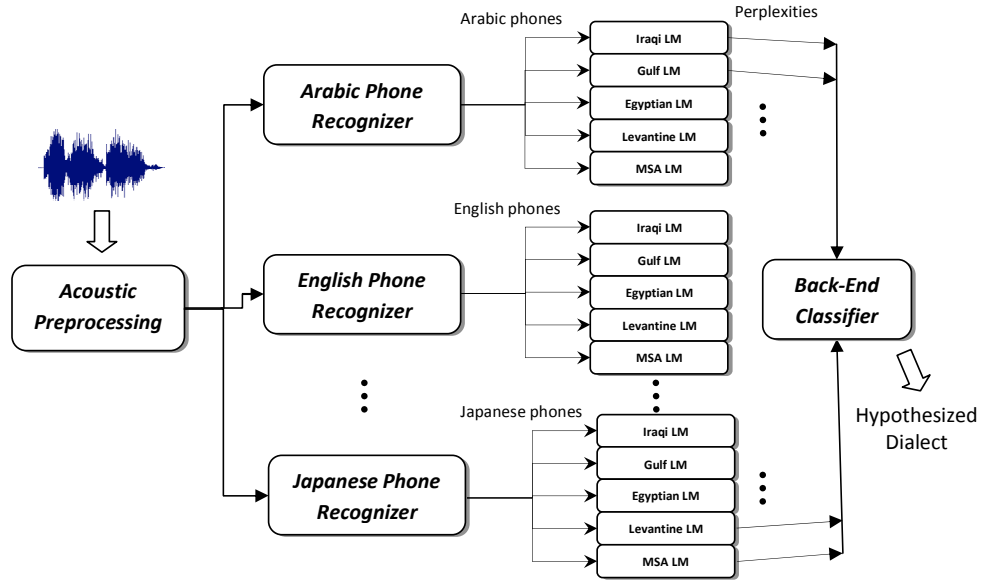 Arabic phones
Perplexities
Iraqi LM
Gulf LM
Egyptian LM
Levantine LM
MSA LM
Arabic Phone
Recognizer
English phones
Iraqi LM
Gulf LM
Egyptian LM
Levantine LM
MSA LM
Acoustic
Preprocessing
English Phone
Recognizer
Back-End
Classifier
Japanese phones
Iraqi LM
Gulf LM
Egyptian LM
Levantine LM
MSA LM
Japanese Phone
Recognizer
Hypothesized
Dialect